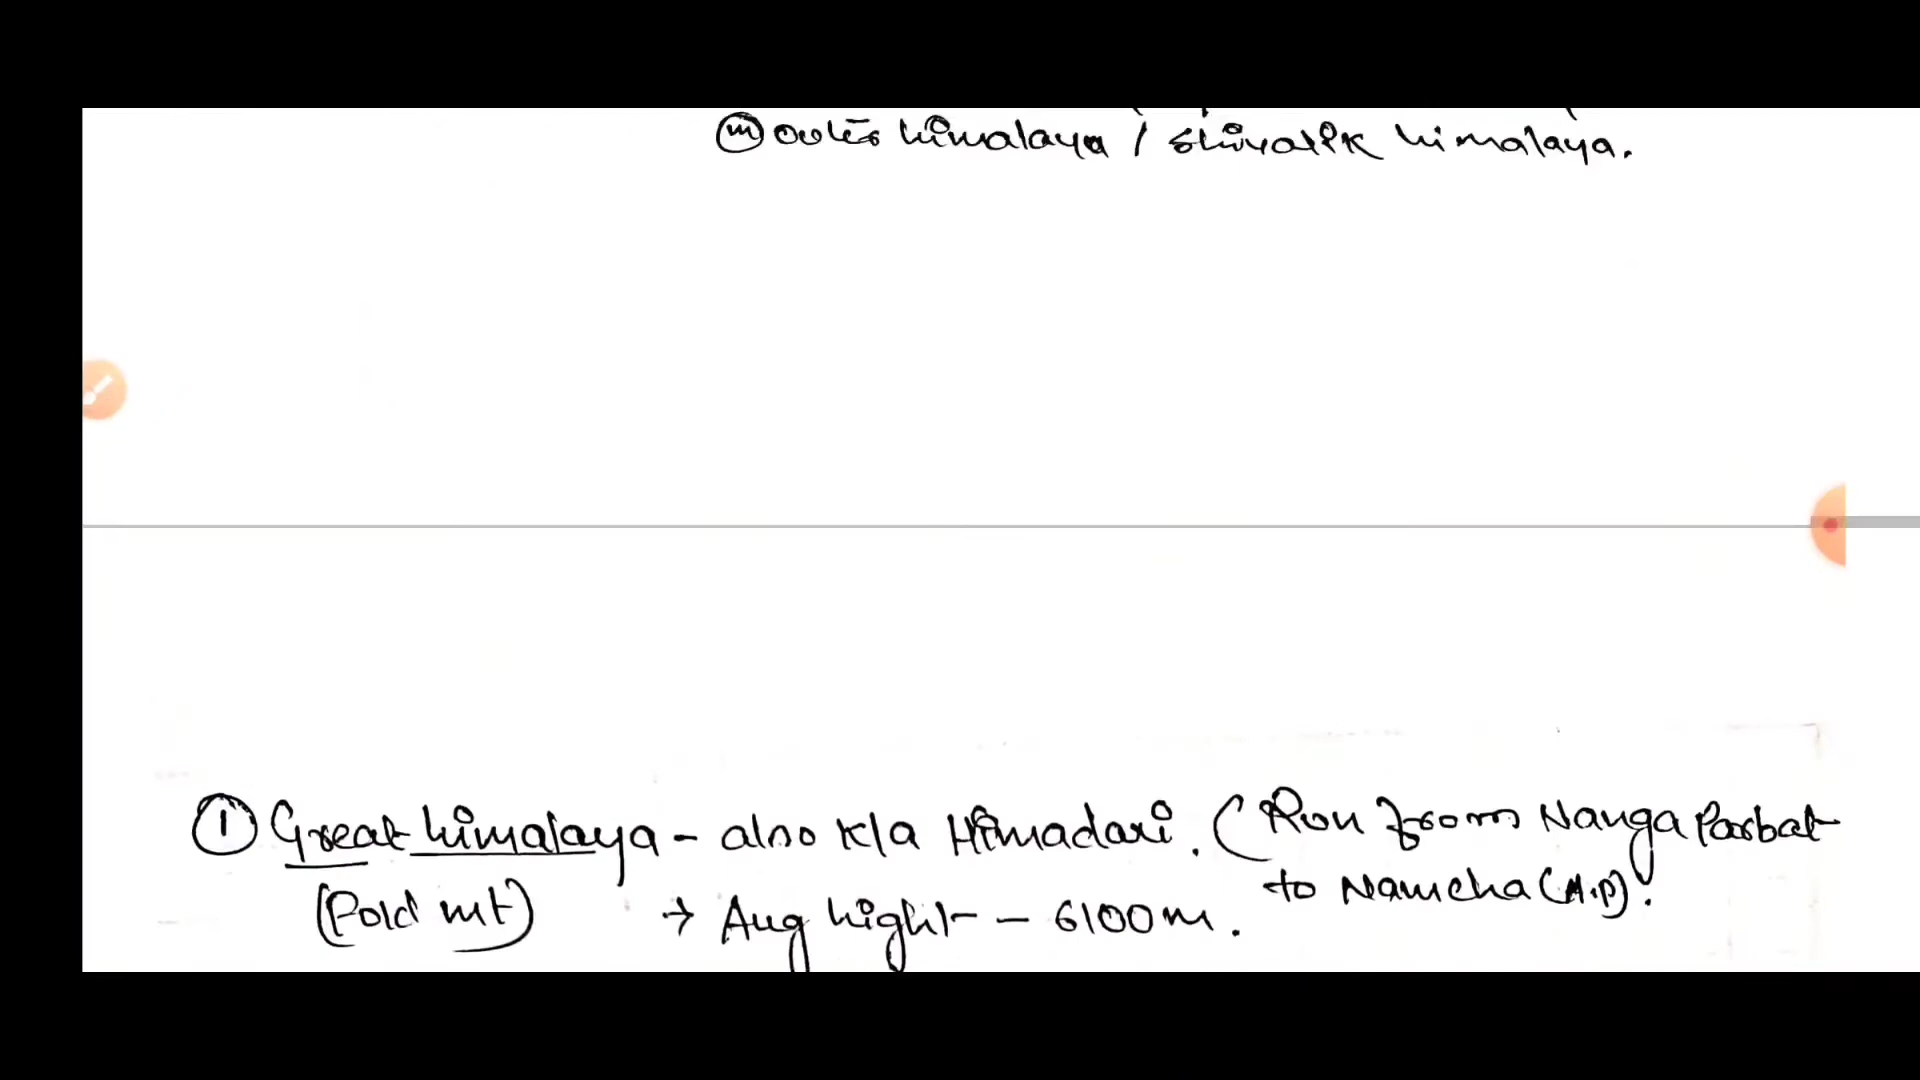 (iii) outer himalaya / shivalik himalaya.
(1) Great himalaya - also k/a Himadari. (Run from Nanga Parbat
to Namcha (A.P).
(Fold mt) → Avg hight - 6100m.